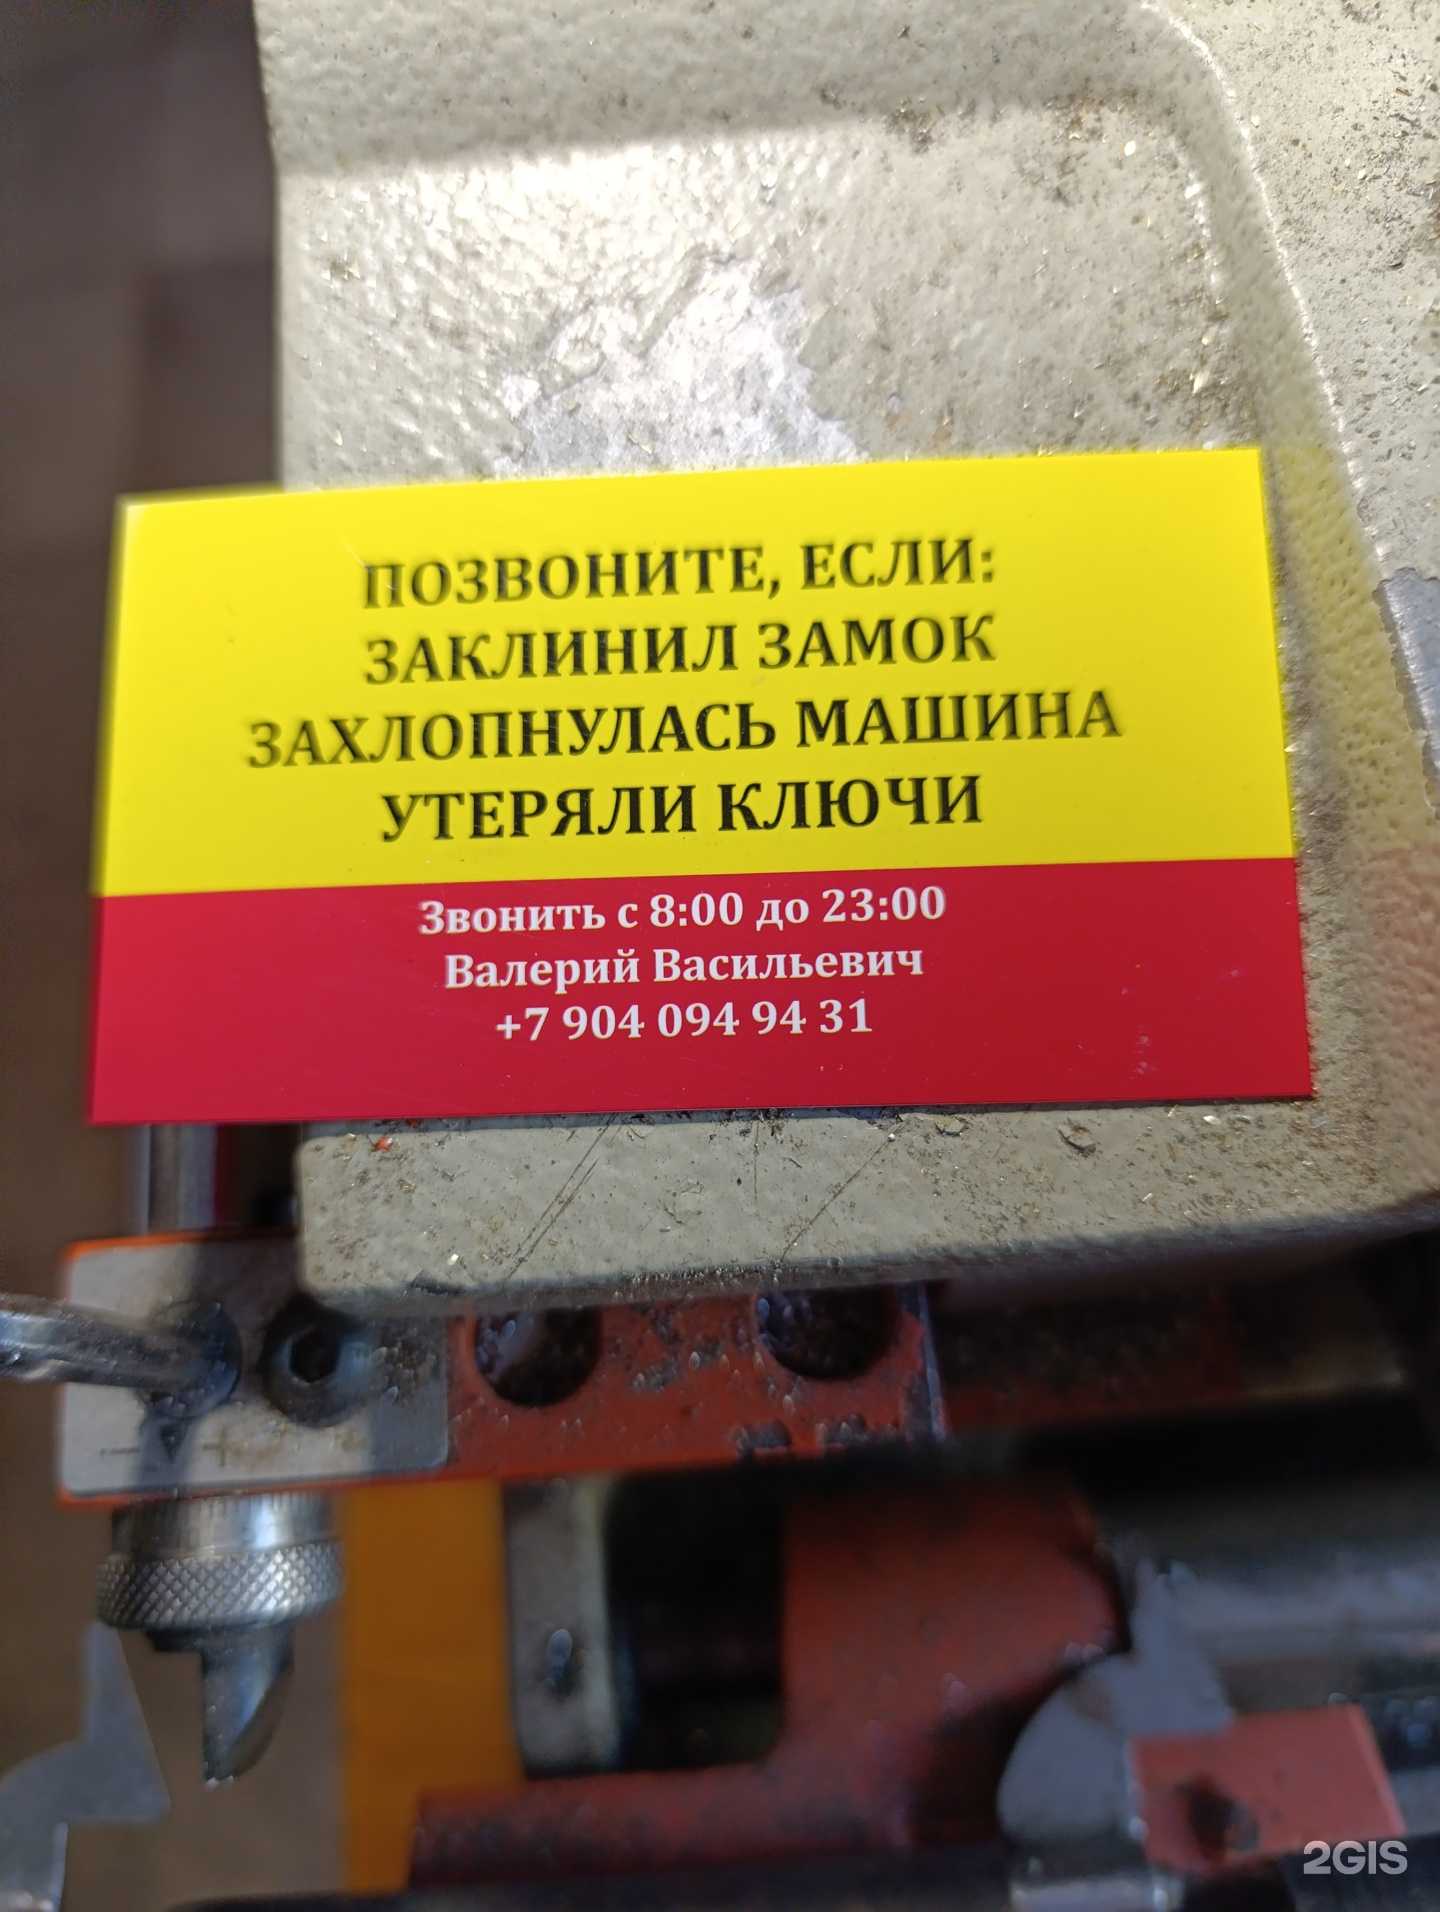 ПОЗВОНИТЕ, ЕСЛИ:
ЗАКЛИНИЛ ЗАМОК
ЗАХЛОПНУЛАСЬ МАШИНА
УТЕРЯЛИ КЛЮЧИ
Звонить с 8:00 до 23:00
Валерий Васильевич
+7 904 094 94 31
- +
2GIS